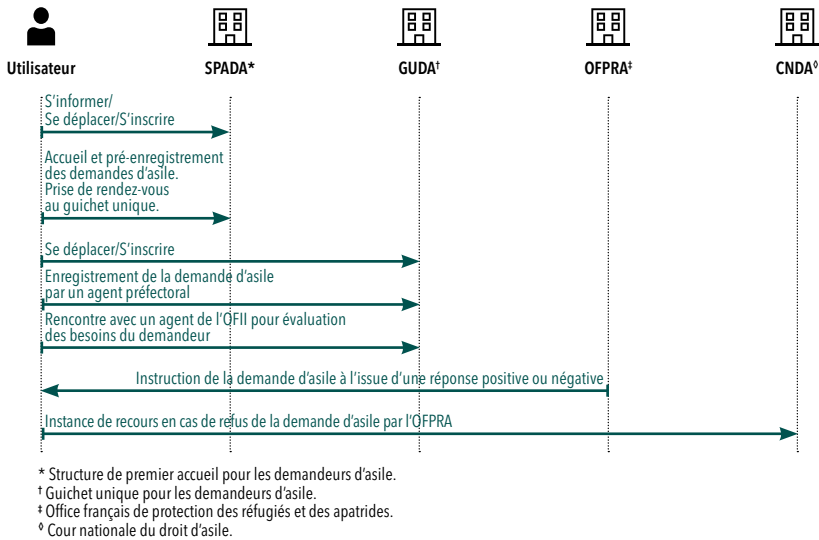 Utilisateur
SPADA*
GUDA†
OFPRA‡
CNDA◊
S'informer/
Se déplacer/S'inscrire
Accueil et pré-enregistrement
des demandes d'asile.
Prise de rendez-vous
au guichet unique.
Se déplacer/S'inscrire
Enregistrement de la demande d'asile
par un agent préfectoral
Rencontre avec un agent de l'OFII pour évaluation
des besoins du demandeur
Instruction de la demande d'asile à l'issue d'une réponse positive ou négative
Instance de recours en cas de refus de la demande d'asile par l'OFPRA
* Structure de premier accueil pour les demandeurs d'asile.
† Guichet unique pour les demandeurs d'asile.
‡ Office français de protection des réfugiés et des apatrides.
◊ Cour nationale du droit d'asile.